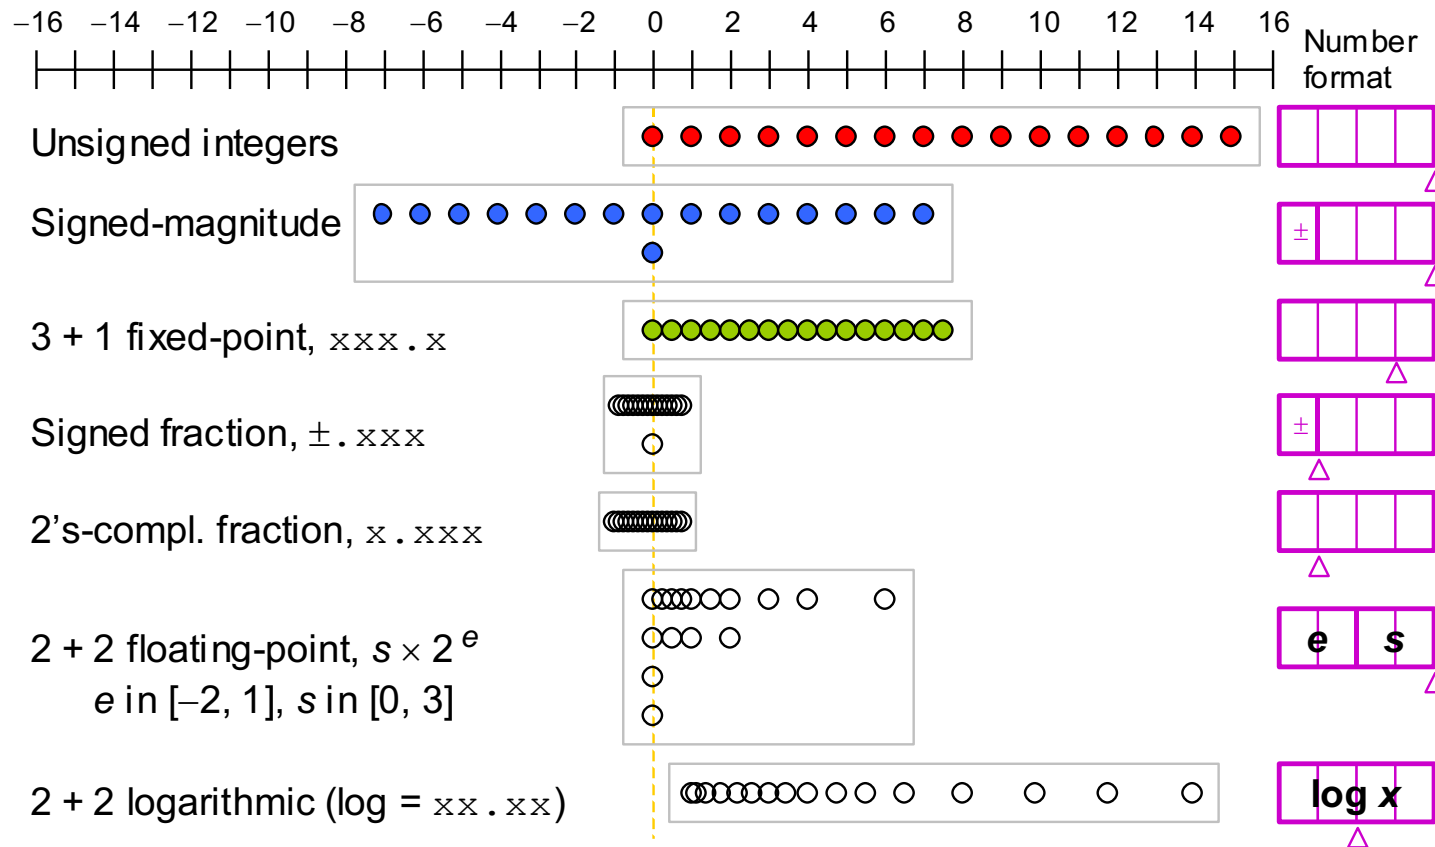 −16 −14 −12 −10 −8 −6 −4 −2 0 2 4 6 8 10 12 14 16
Number
format
Unsigned integers
Signed-magnitude
±
3 + 1 fixed-point, xxx.x
Signed fraction, ±.xxx
±
2’s-compl. fraction, x.xxx
2 + 2 floating-point, s × 2 e
e in [−2, 1], s in [0, 3]
e s
2 + 2 logarithmic (log = xx.xx)
log x